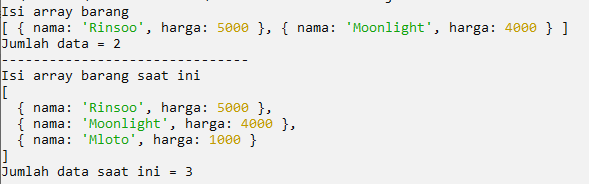 Isi array barang
[ { nama: 'Rinsoo', harga: 5000 }, { nama: 'Moonlight', harga: 4000 } ]
Jumlah data = 2
-------------------------------
Isi array barang saat ini
[
  { nama: 'Rinsoo', harga: 5000 },
  { nama: 'Moonlight', harga: 4000 },
  { nama: 'Mloto', harga: 1000 }
]
Jumlah data saat ini = 3